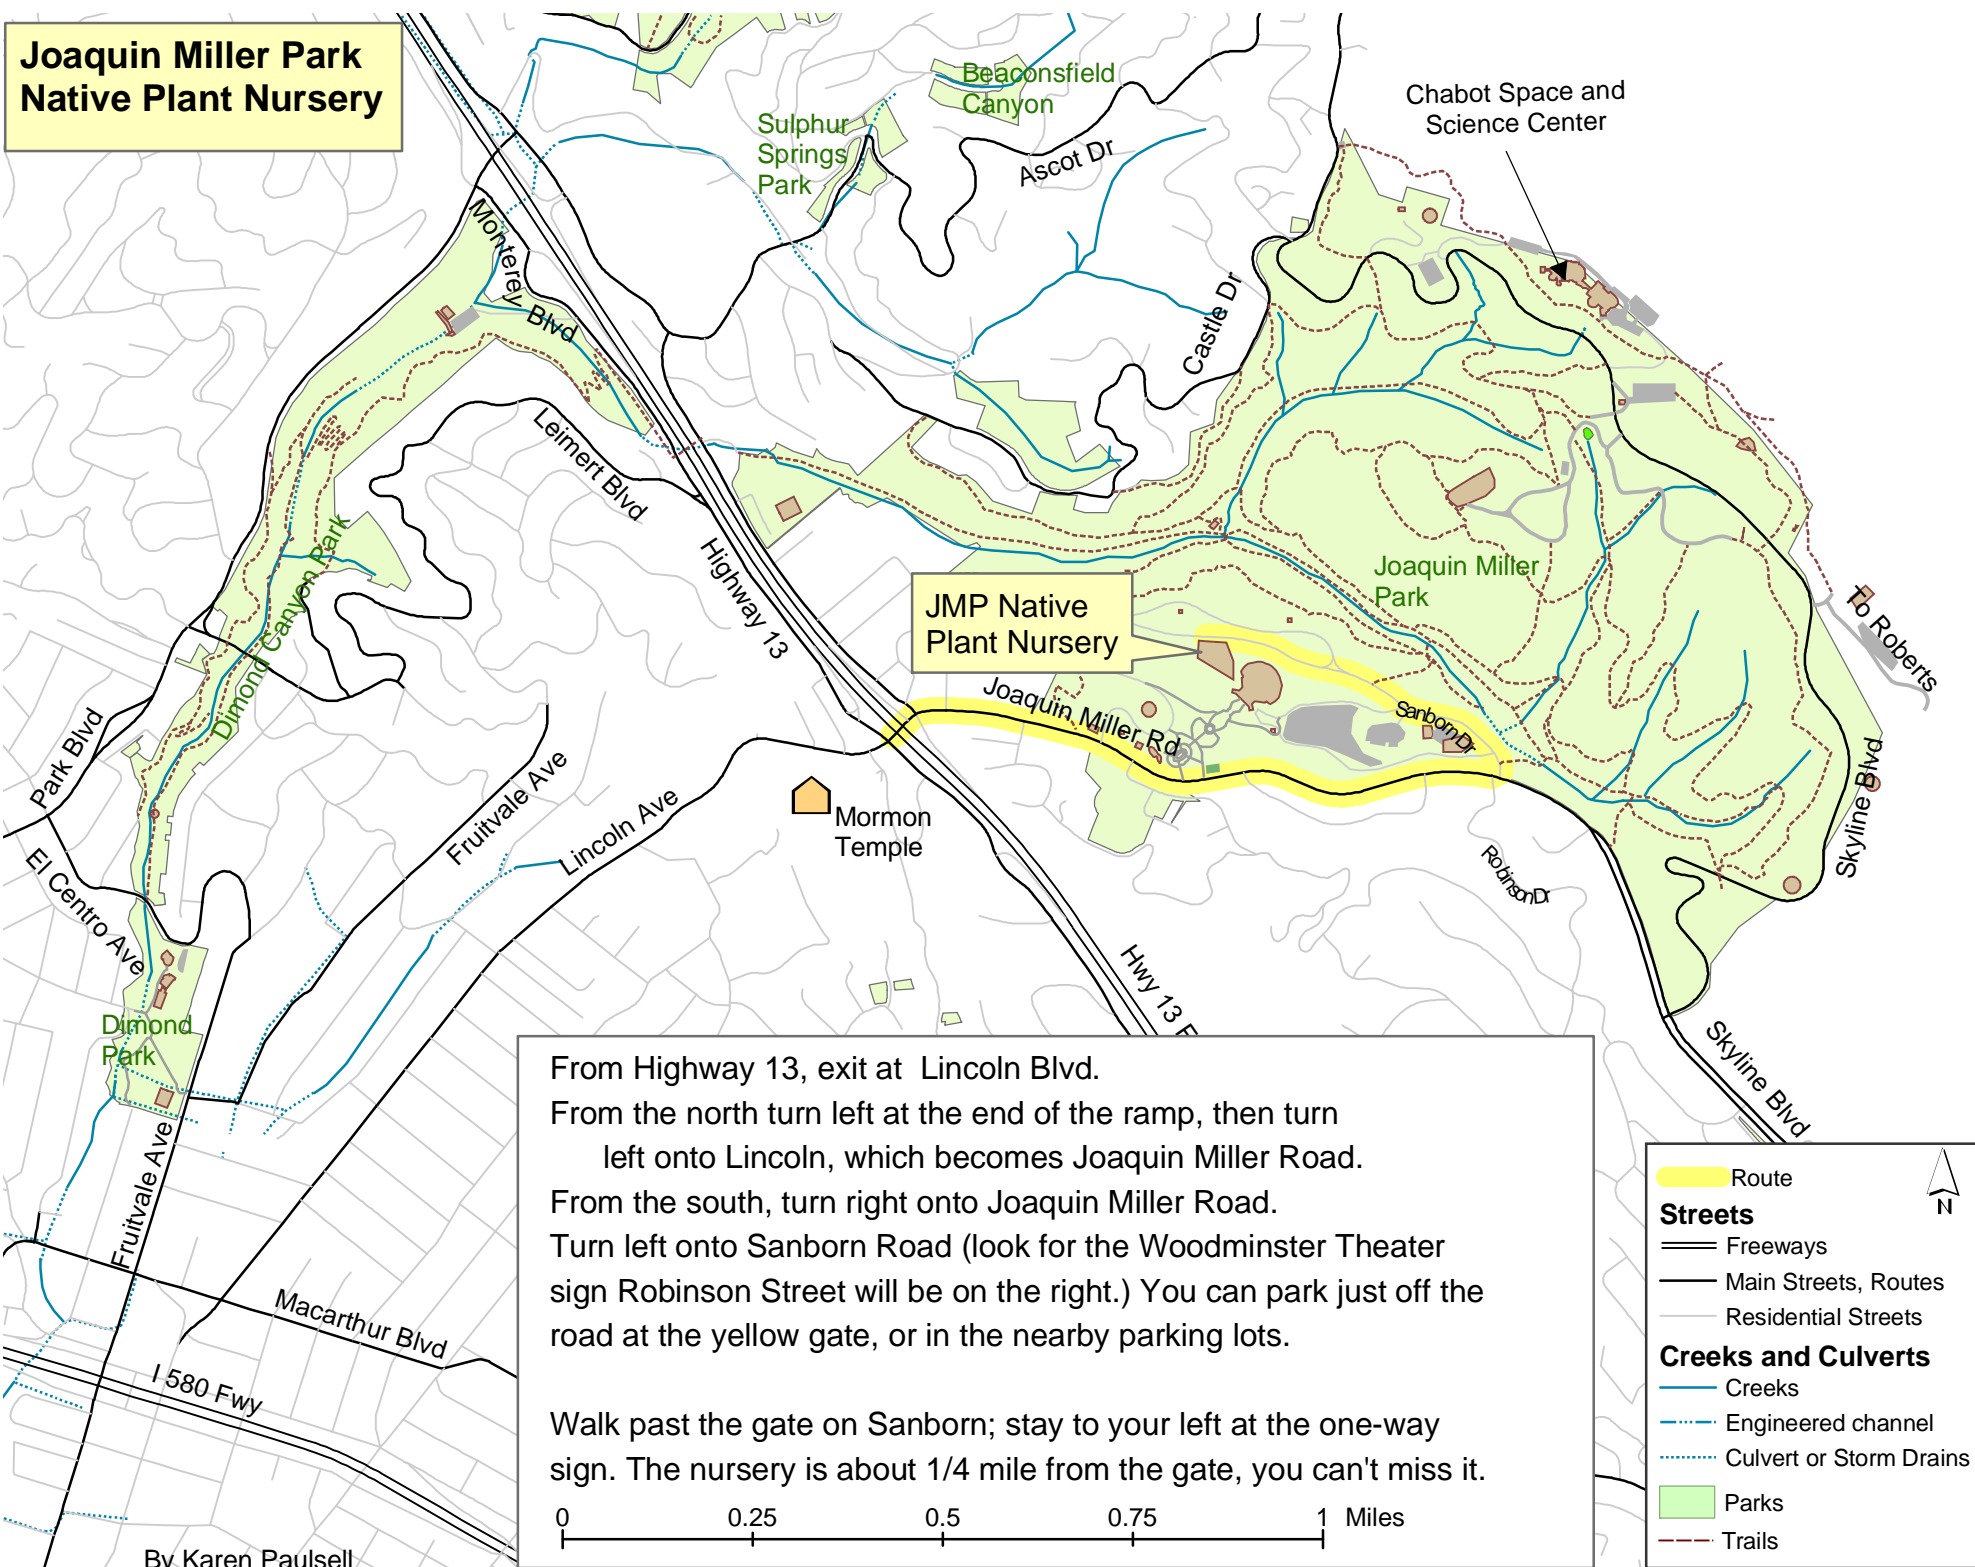 Joaquin Miller Park
Native Plant Nursery
Beaconsfield
Canyon
Chabot Space and
Science Center
Sulphur
Springs
Park
Ascot Dr
Monterey Blvd
Castle Dr
Leimert Blvd
Highway 13
Dimond Canyon Park
Joaquin Miller
Park
JMP Native
Plant Nursery
To Roberts
Joaquin Miller Rd
Sanborn Dr
Park Blvd
Fruitvale Ave
Lincoln Ave
Mormon
Temple
Skyline Blvd
Robinson Dr
El Centro Ave
Hwy 13
Dimond
Park
Skyline Blvd
Fruitvale Ave
Macarthur Blvd
I 580 Fwy
By Karen Paulsell
From Highway 13, exit at Lincoln Blvd.
From the north turn left at the end of the ramp, then turn
left onto Lincoln, which becomes Joaquin Miller Road.
From the south, turn right onto Joaquin Miller Road.
Turn left onto Sanborn Road (look for the Woodminster Theater
sign Robinson Street will be on the right.) You can park just off the
road at the yellow gate, or in the nearby parking lots.
Walk past the gate on Sanborn; stay to your left at the one-way
sign. The nursery is about 1/4 mile from the gate, you can't miss it.
0 0.25 0.5 0.75 1 Miles
Route
N
Streets
Freeways
Main Streets, Routes
Residential Streets
Creeks and Culverts
Creeks
Engineered channel
Culvert or Storm Drains
Parks
Trails